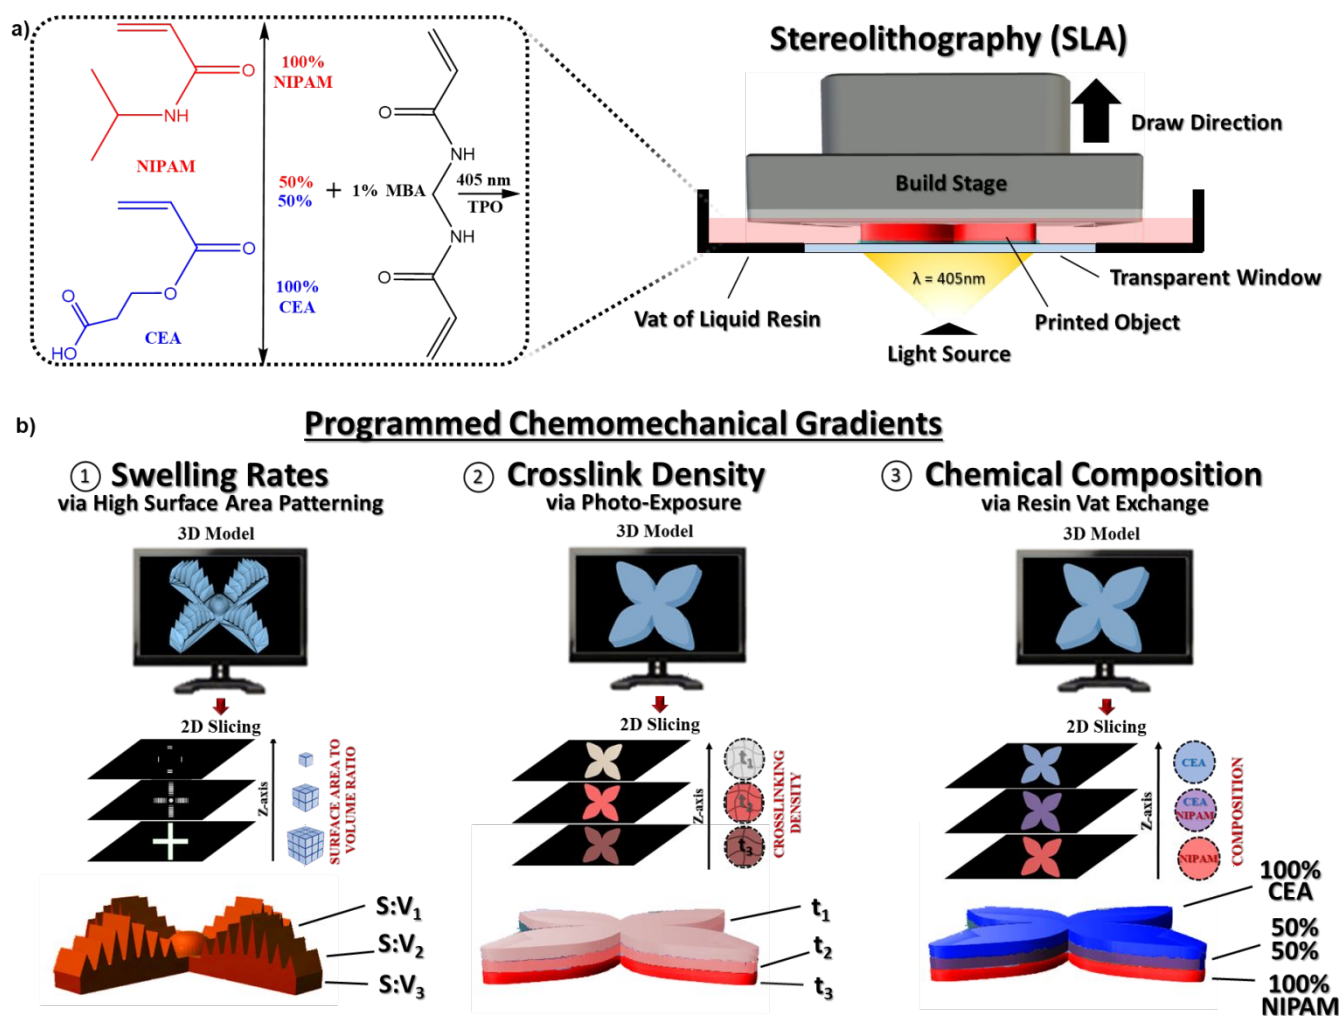 a)
100%
NIPAM
O
NH
NIPAM
50%
50%
+ 1% MBA
405 nm
TPO
O
O
O
HO
CEA
100%
CEA
O
NH
NH
O
Stereolithography (SLA)
Draw Direction
Build Stage
λ = 405nm
Transparent Window
Vat of Liquid Resin
Printed Object
Light Source
b)
Programmed Chemomechanical Gradients
1 Swelling Rates
via High Surface Area Patterning
3D Model
2D Slicing
Z-axis
SURFACE AREA TO
VOLUME RATIO
S:V1
S:V2
S:V3
2 Crosslink Density
via Photo-Exposure
3D Model
2D Slicing
Z-axis
t1
t2
t3
CROSSLINKING
DENSITY
t1
t2
t3
3 Chemical Composition
via Resin Vat Exchange
3D Model
2D Slicing
Z-axis
CEA
CEA
NIPAM
NIPAM
COMPOSITION
100%
CEA
50%
50%
100%
NIPAM